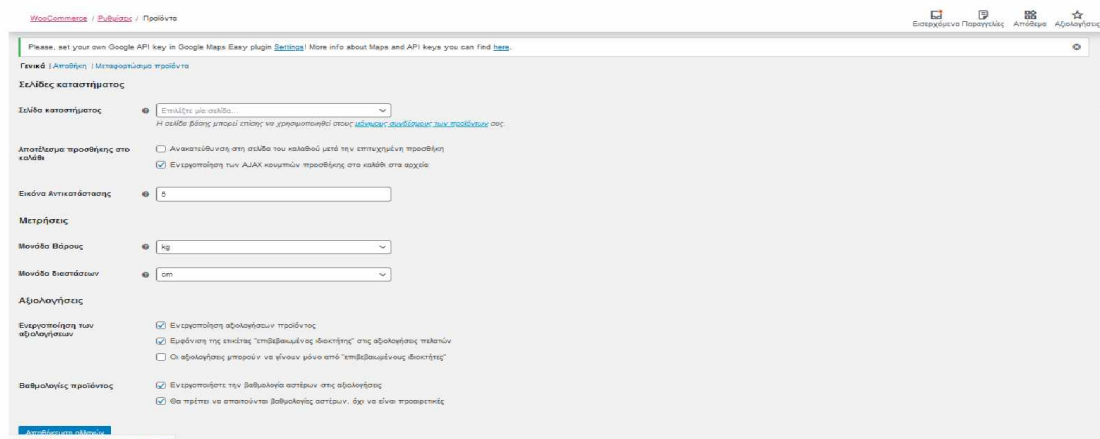 WooCommerce / Ρυθμίσεις / Προϊόντα
Εισερχόμενα Παραγγελίες Απόθεμα Αξιολογήσεις
Please, set your own Google API key in Google Maps Easy plugin Settings! More info about Maps and API keys you can find here.
Γενικά | Αποθήκη | Μεταφορτώσιμα προϊόντα
Σελίδες καταστήματος
Σελίδα καταστήματος Επιλέξτε μία σελίδα...
Η σελίδα βάσης μπορεί επίσης να χρησιμοποιηθεί στους μόνιμους συνδέσμους των προϊόντων σας.
Αποτέλεσμα προσθήκης στο καλάθι
Ανακατεύθυνση στη σελίδα του καλαθιού μετά την επιτυχημένη προσθήκη
Ενεργοποίηση των AJAX κουμπιών προσθήκης στο καλάθι στα αρχεία
Εικόνα Αντικατάστασης 5
Μετρήσεις
Μονάδα Βάρους kg
Μονάδα διαστάσεων cm
Αξιολογήσεις
Ενεργοποίηση των αξιολογήσεων
Ενεργοποίηση αξιολογήσεων προϊόντος
Εμφάνιση της ετικέτας "επιβεβαιωμένος ιδιοκτήτης" στις αξιολογήσεις πελατών
Οι αξιολογήσεις μπορούν να γίνουν μόνο από "επιβεβαιωμένους ιδιοκτήτες"
Βαθμολογίες προϊόντος Ενεργοποιήστε την βαθμολογία αστέρων στις αξιολογήσεις
Θα πρέπει να απαιτούνται βαθμολογίες αστέρων, όχι να είναι προαιρετικές
Αποθήκευση αλλαγών